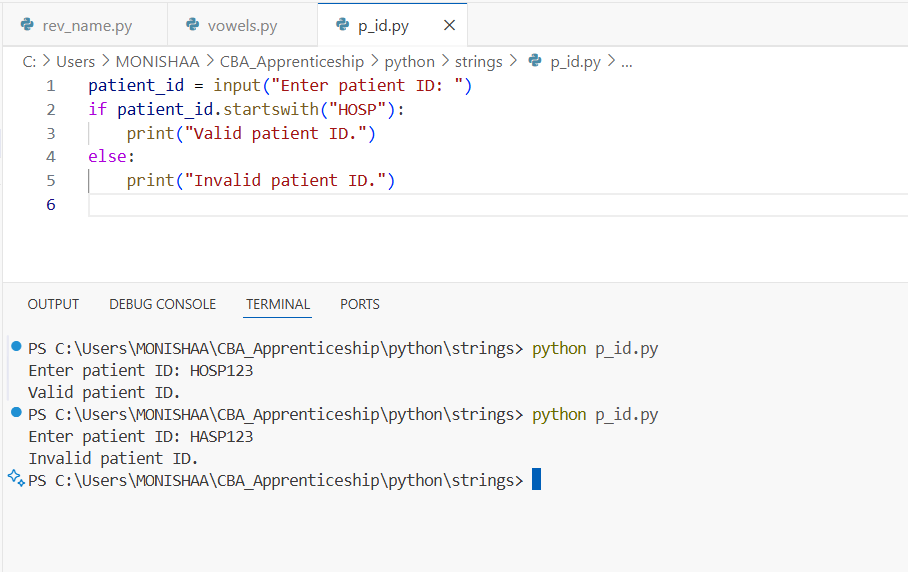 rev_name.py vowels.py p_id.py
C: > Users > MONISHAA > CBA_Apprenticeship > python > strings > p_id.py > ...
1 patient_id = input("Enter patient ID: ")
2 if patient_id.startswith("HOSP"):
3     print("Valid patient ID.")
4 else:
5     print("Invalid patient ID.")
6
OUTPUT DEBUG CONSOLE TERMINAL PORTS
PS C:\Users\MONISHAA\CBA_Apprenticeship\python\strings> python p_id.py
Enter patient ID: HOSP123
Valid patient ID.
PS C:\Users\MONISHAA\CBA_Apprenticeship\python\strings> python p_id.py
Enter patient ID: HASP123
Invalid patient ID.
PS C:\Users\MONISHAA\CBA_Apprenticeship\python\strings>